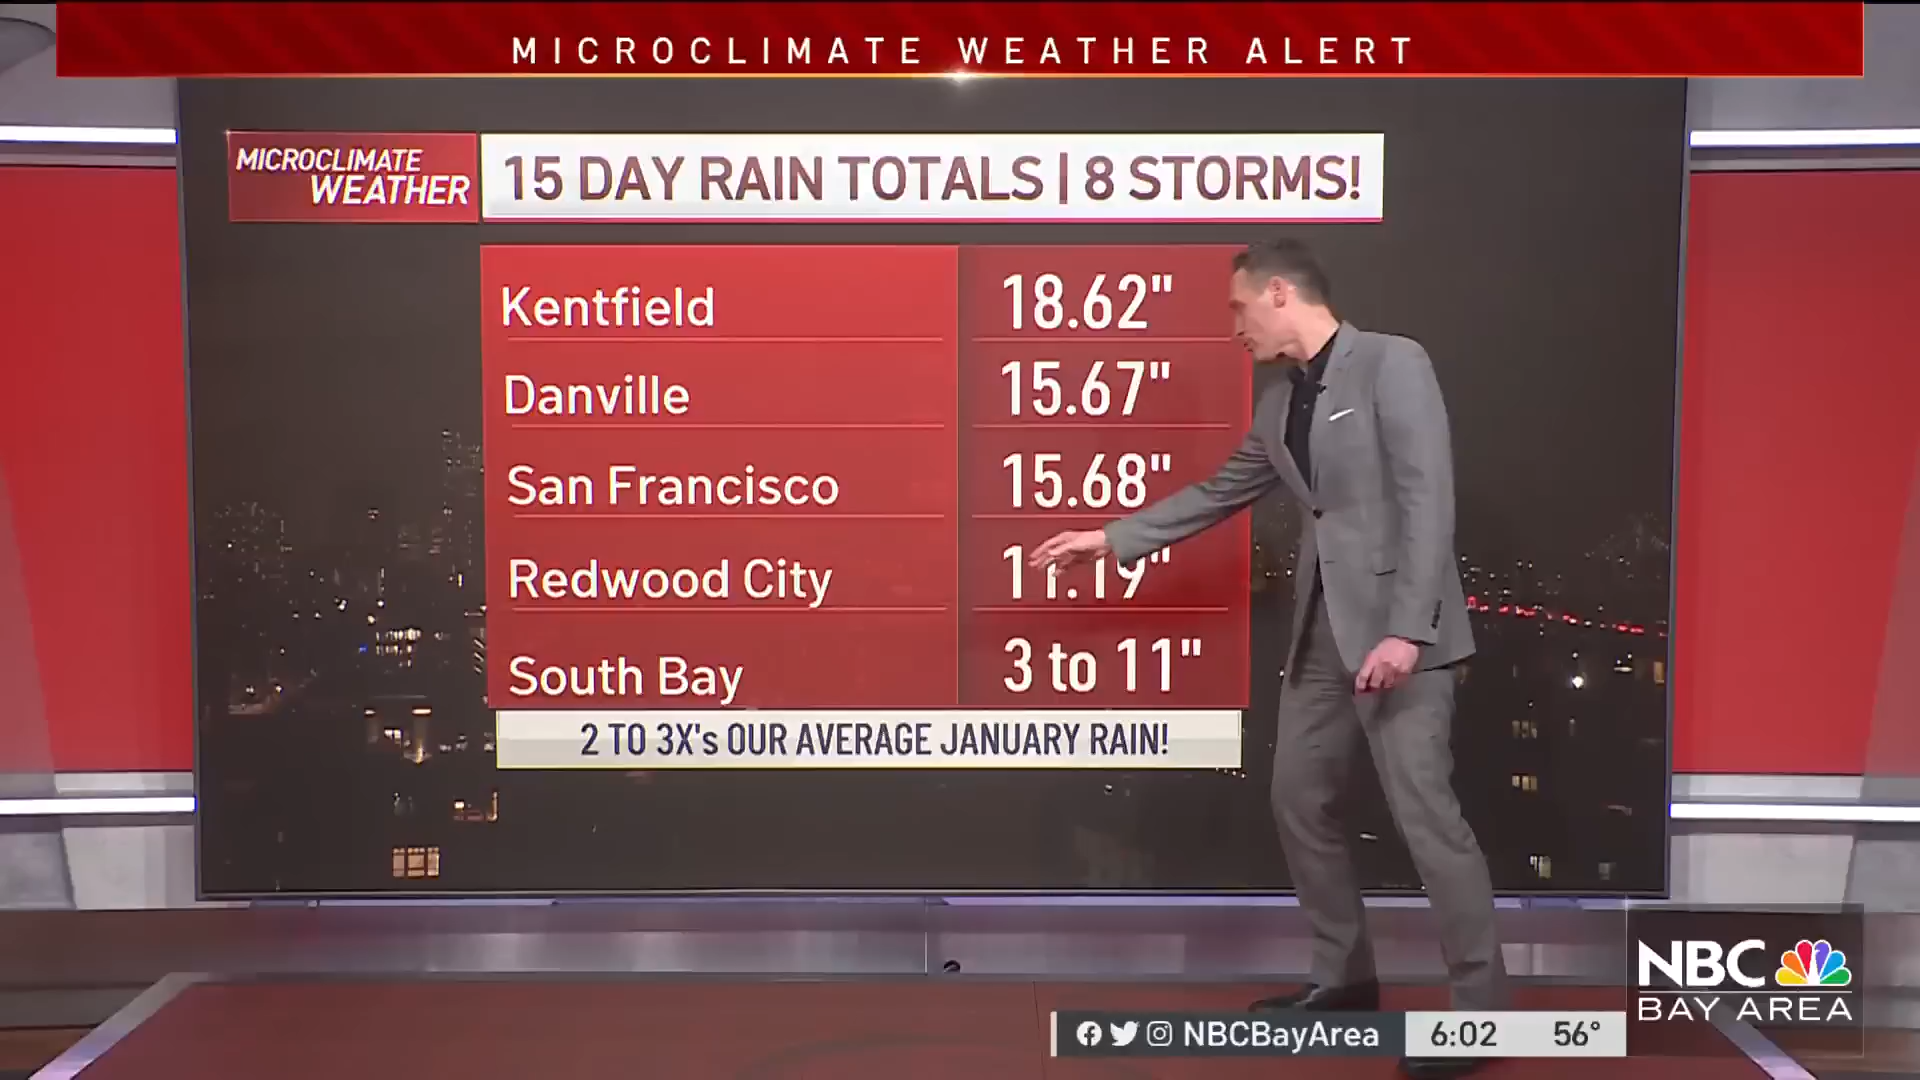 MICROCLIMATE WEATHER ALERT
MICROCLIMATE
WEATHER
15 DAY RAIN TOTALS | 8 STORMS!
Kentfield 18.62"
Danville 15.67"
San Francisco 15.68"
Redwood City 11.19"
South Bay 3 to 11"
2 TO 3X's OUR AVERAGE JANUARY RAIN!
NBC
BAY AREA
NBCBayArea 6:02 56°